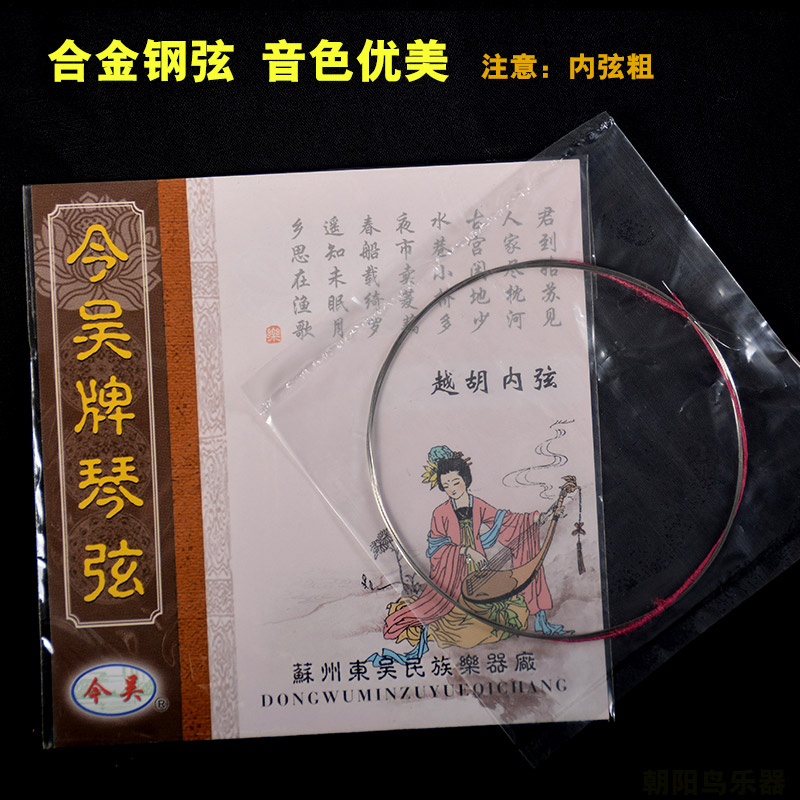 合金钢弦 音色优美 注意：内弦粗
今吴牌琴弦
君到姑苏见
人家尽枕河
古宫闲地少
水巷小桥多
夜市卖菱藕
春船载绮罗
遥知未眠月
乡思在渔歌
樂
越胡内弦
蘇州東吴民族樂器廠
DONGWUMINZUYUEQICHANG
今吴
®
朝阳鸟乐器